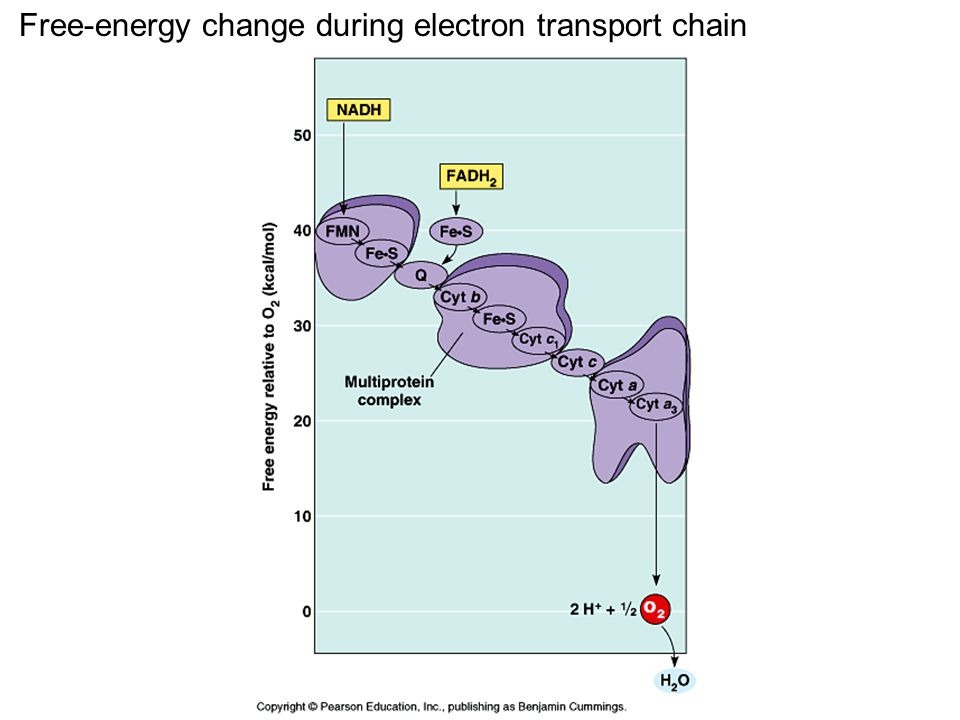 Free-energy change during electron transport chain
NADH
50
FADH₂
40
FMN
Fe•S
Fe•S
Q
Cyt b
30
Fe•S
Cyt c₁
Cyt c
Multiprotein
complex
Cyt a
Cyt a₃
20
Free energy relative to O₂ (kcal/mol)
10
0
2 H⁺ + ½ O₂
H₂O
Copyright © Pearson Education, Inc., publishing as Benjamin Cummings.